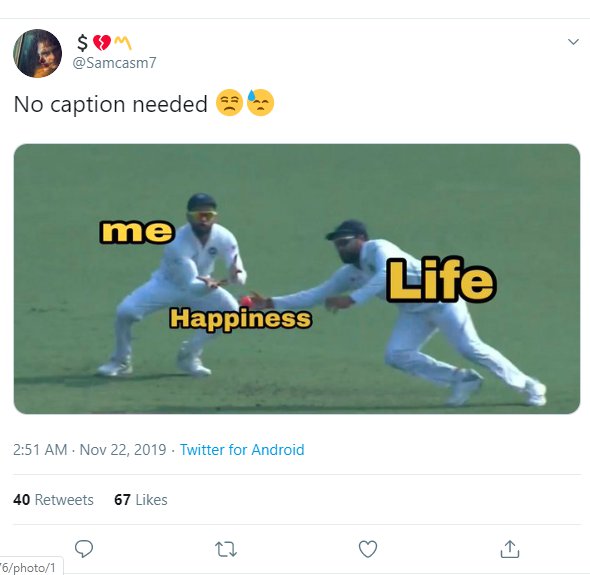 $ 💔〽️
@Samcasm7
No caption needed 😒😓
me
Life
Happiness
2:51 AM · Nov 22, 2019 · Twitter for Android
40 Retweets 67 Likes
6/photo/1